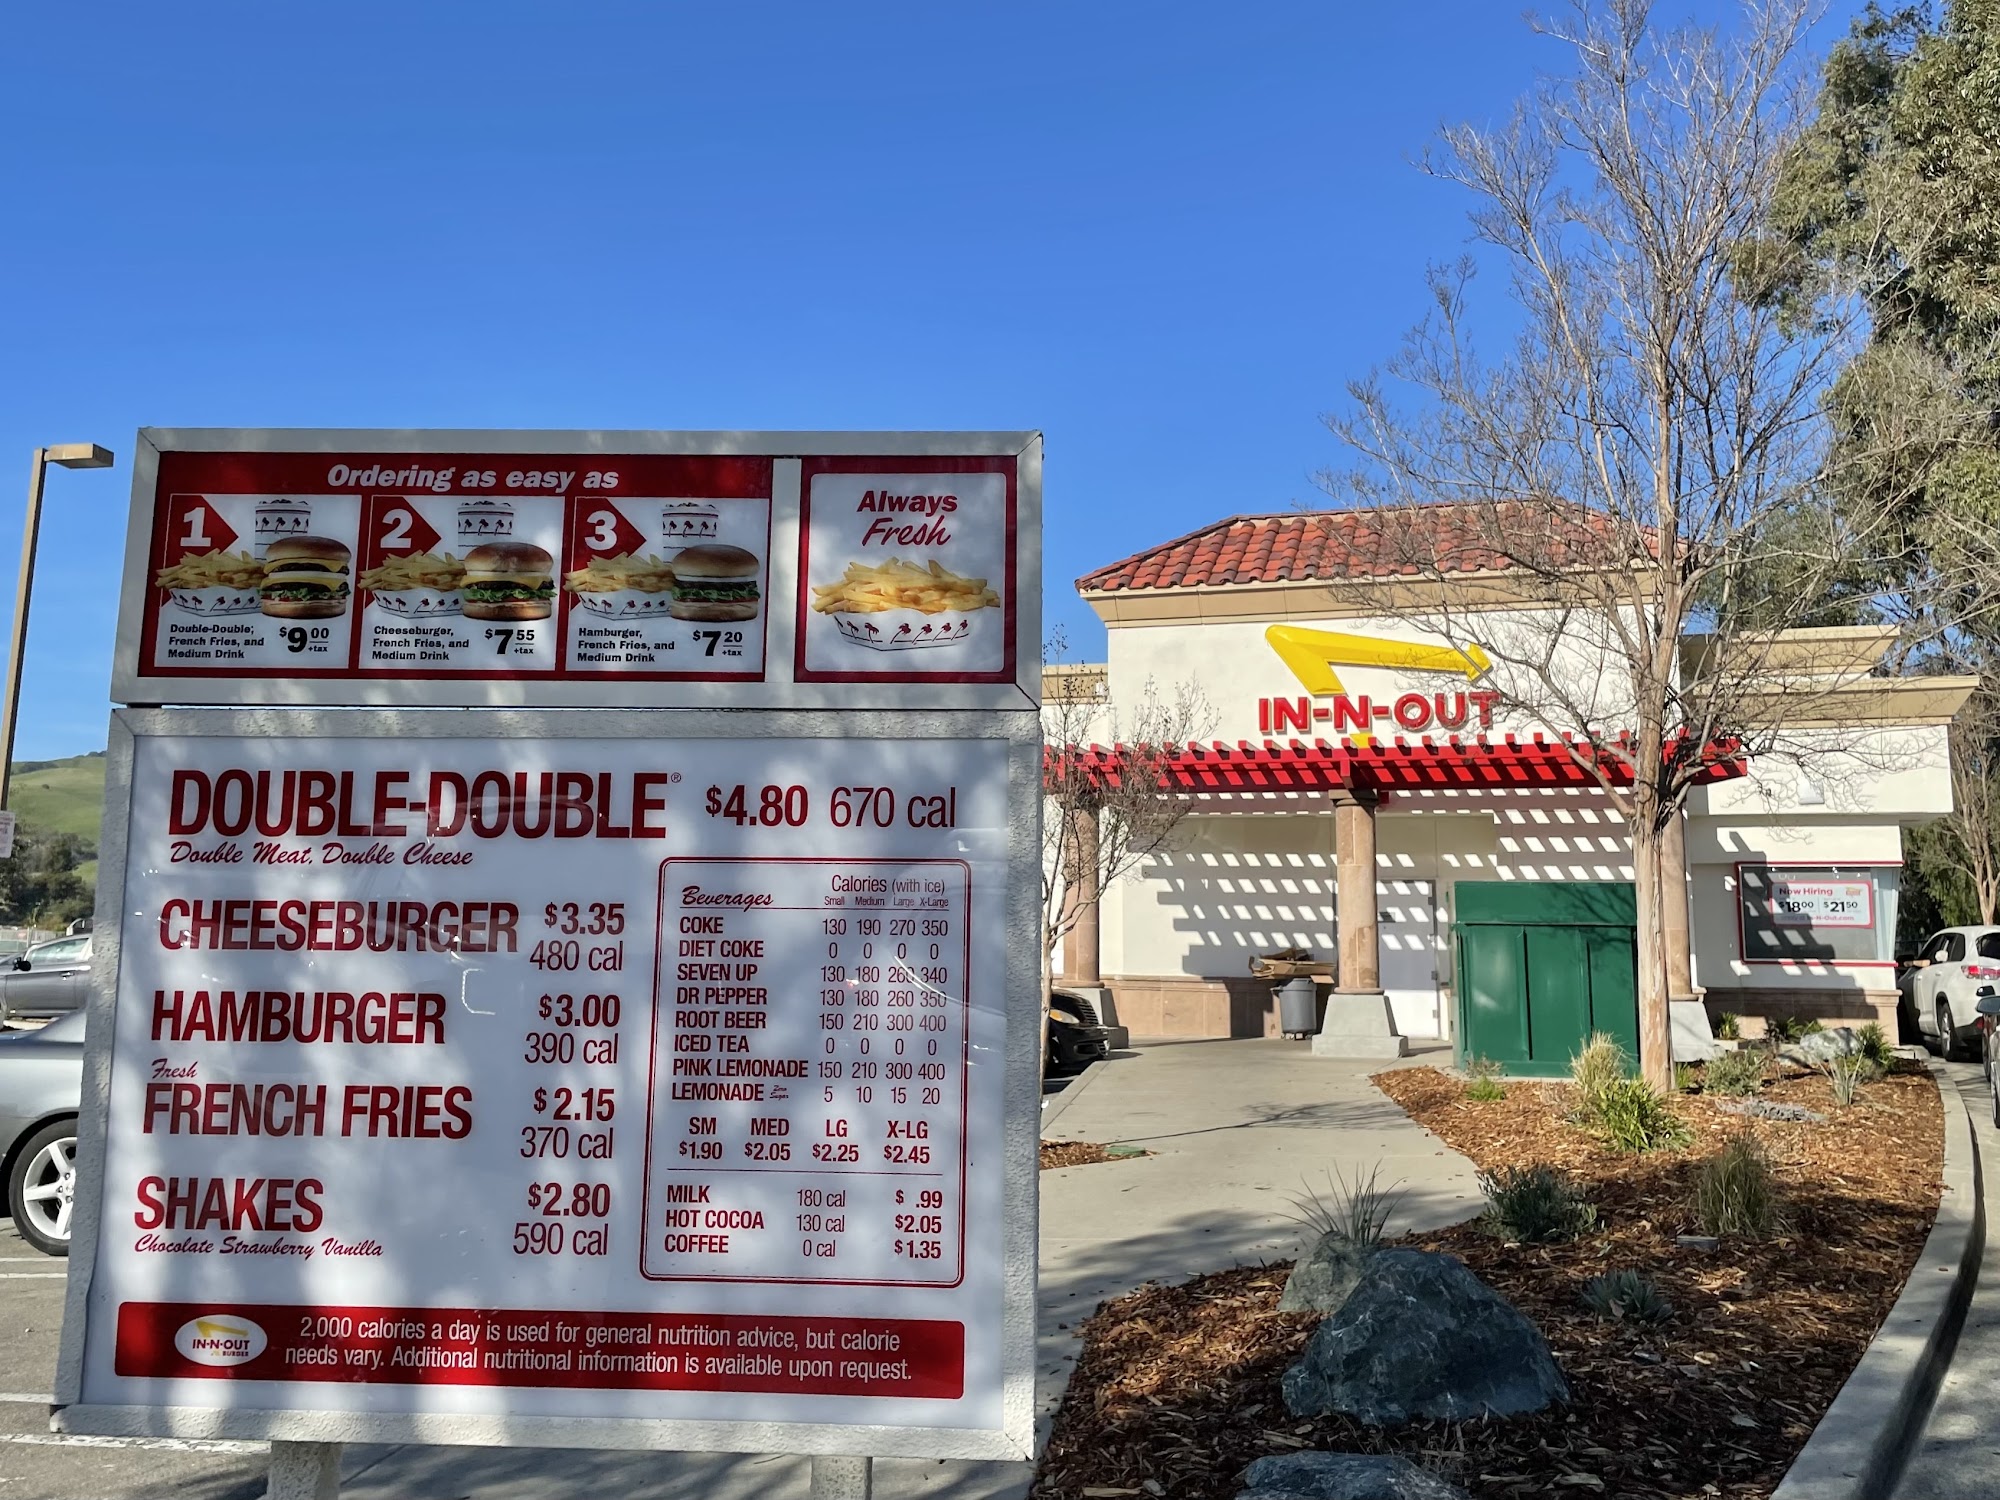 Ordering as easy as
1
Double-Double,
French Fries, and
Medium Drink
$9 00
+tax
2
Cheeseburger,
French Fries, and
Medium Drink
$7 55
+tax
3
Hamburger,
French Fries, and
Medium Drink
$7 20
+tax
Always
Fresh
DOUBLE-DOUBLE® $4.80 670 cal
Double Meat, Double Cheese
CHEESEBURGER $3.35
480 cal
HAMBURGER $3.00
390 cal
Fresh
FRENCH FRIES $2.15
370 cal
SHAKES $2.80
Chocolate Strawberry Vanilla 590 cal
Beverages Calories (with ice)
Small Medium Large X-Large
COKE 130 190 270 350
DIET COKE 0 0 0 0
SEVEN UP 130 180 260 340
DR PEPPER 130 180 260 350
ROOT BEER 150 210 300 400
ICED TEA 0 0 0 0
PINK LEMONADE 150 210 300 400
LEMONADE Zero Sugar 5 10 15 20
SM MED LG X-LG
$1.90 $2.05 $2.25 $2.45
MILK 180 cal $ .99
HOT COCOA 130 cal $2.05
COFFEE 0 cal $1.35
IN-N-OUT
BURGER
2,000 calories a day is used for general nutrition advice, but calorie
needs vary. Additional nutritional information is available upon request.
IN-N-OUT
Now Hiring
$18 00 $21 50